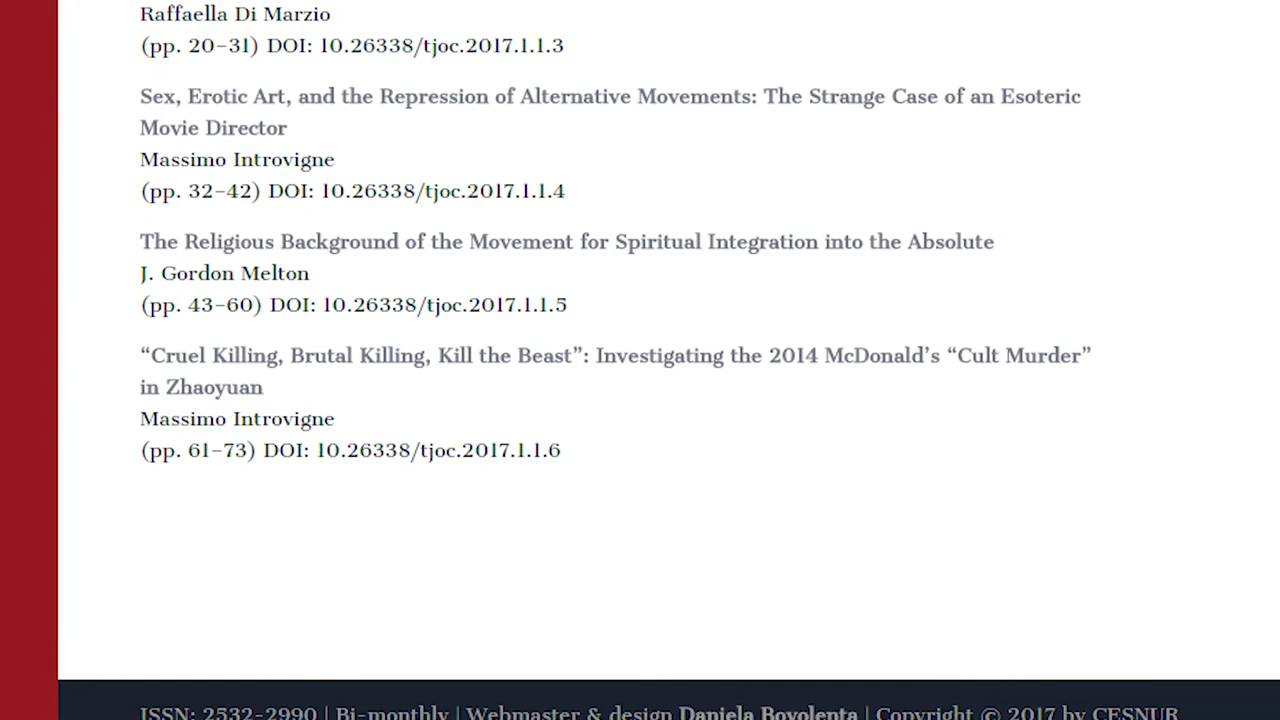 Raffaella Di Marzio
(pp. 20–31) DOI: 10.26338/tjoc.2017.1.1.3
Sex, Erotic Art, and the Repression of Alternative Movements: The Strange Case of an Esoteric
Movie Director
Massimo Introvigne
(pp. 32–42) DOI: 10.26338/tjoc.2017.1.1.4
The Religious Background of the Movement for Spiritual Integration into the Absolute
J. Gordon Melton
(pp. 43–60) DOI: 10.26338/tjoc.2017.1.1.5
“Cruel Killing, Brutal Killing, Kill the Beast”: Investigating the 2014 McDonald’s “Cult Murder”
in Zhaoyuan
Massimo Introvigne
(pp. 61–73) DOI: 10.26338/tjoc.2017.1.1.6
ISSN: 2532-2990 | Bi-monthly | Webmaster & design Daniela Bovolenta | Copyright © 2017 by CESNUR